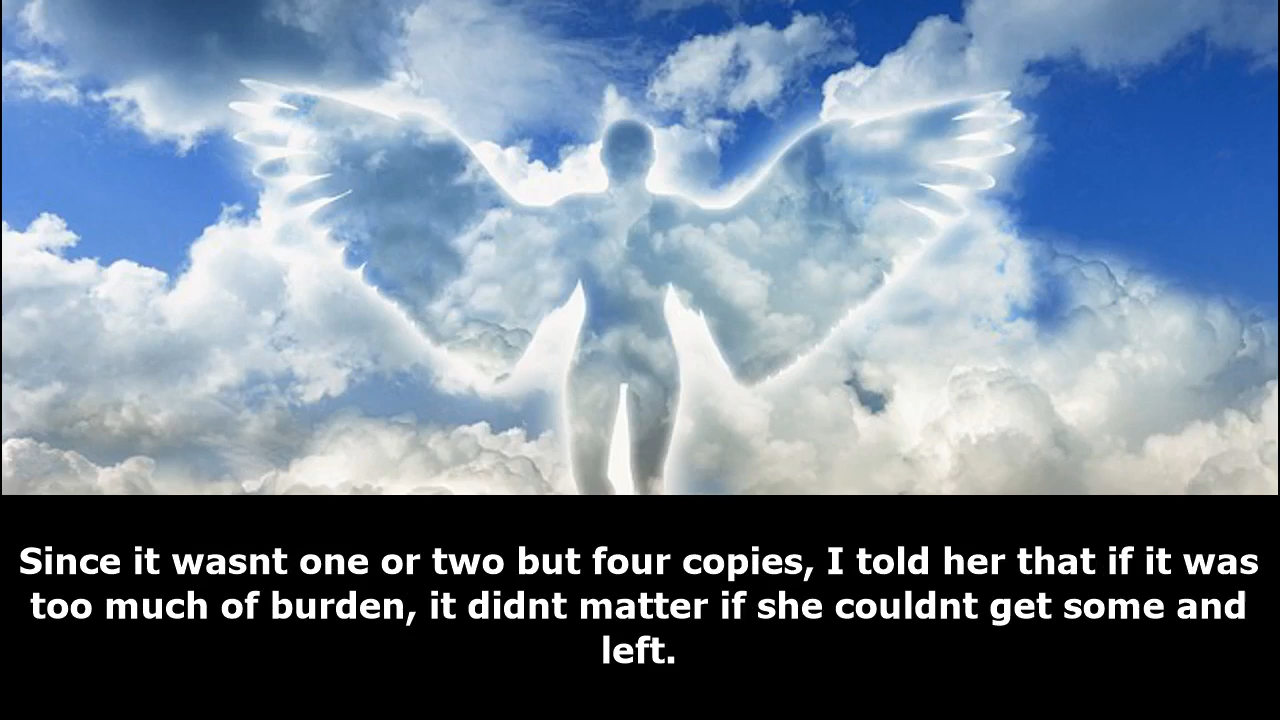 Since it wasnt one or two but four copies, I told her that if it was
too much of burden, it didnt matter if she couldnt get some and
left.